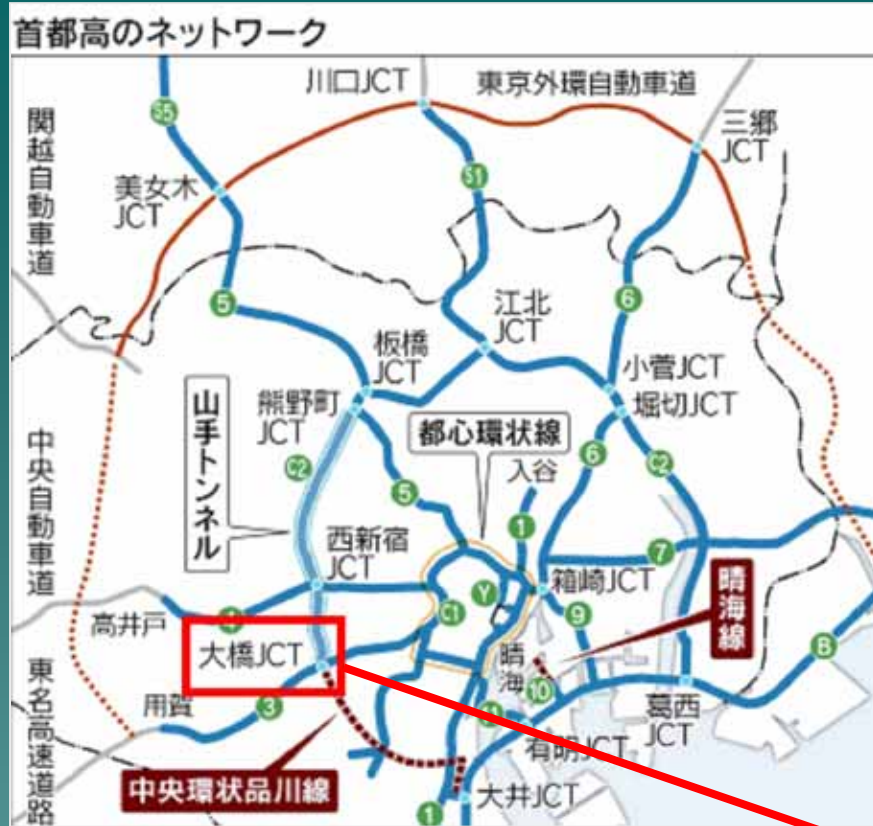 首都高のネットワーク
川口JCT
東京外環自動車道
三郷
JCT
関越自動車道
S5
S1
美女木
JCT
5
6
江北
JCT
板橋
JCT
小菅JCT
堀切JCT
熊野町
JCT
山手トンネル
都心環状線
入谷
C2
6
C2
5
中央自動車道
1
7
西新宿
JCT
箱崎JCT
晴海線
Y
C1
9
高井戸
4
大橋JCT
晴海
10
B
用賀
3
11
葛西
JCT
有明JCT
東名高速道路
中央環状品川線
1
大井JCT